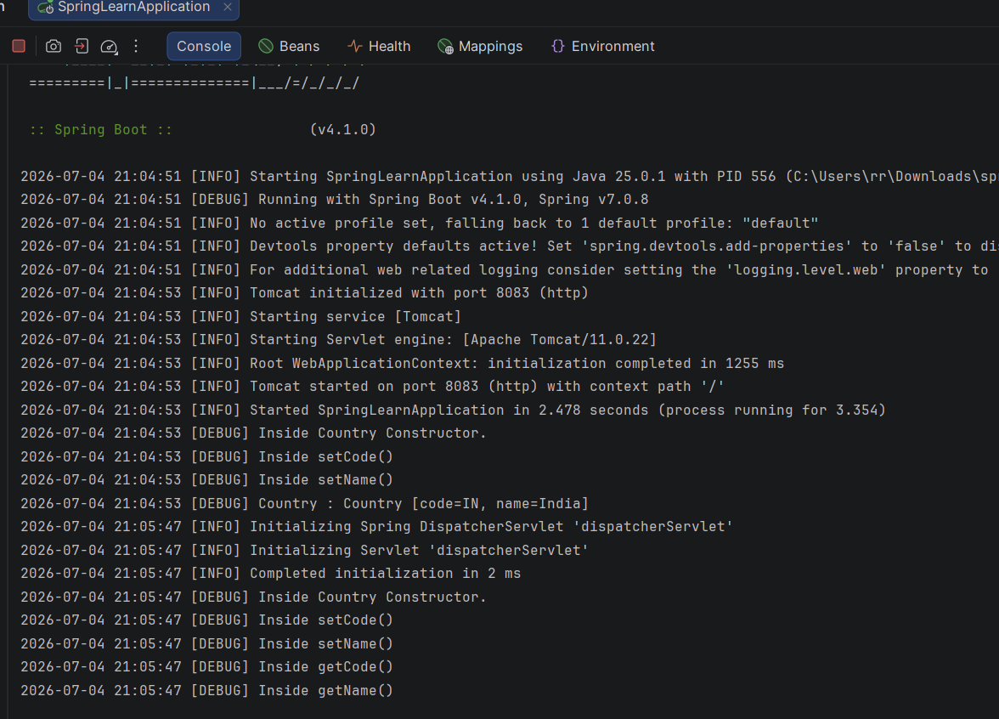 SpringLearnApplication
Console Beans Health Mappings Environment
=========|_|==============|___/=/_/_/_/
:: Spring Boot :: (v4.1.0)
2026-07-04 21:04:51 [INFO] Starting SpringLearnApplication using Java 25.0.1 with PID 556 (C:\Users\rr\Downloads\spr
2026-07-04 21:04:51 [DEBUG] Running with Spring Boot v4.1.0, Spring v7.0.8
2026-07-04 21:04:51 [INFO] No active profile set, falling back to 1 default profile: "default"
2026-07-04 21:04:51 [INFO] Devtools property defaults active! Set 'spring.devtools.add-properties' to 'false' to dis
2026-07-04 21:04:51 [INFO] For additional web related logging consider setting the 'logging.level.web' property to
2026-07-04 21:04:53 [INFO] Tomcat initialized with port 8083 (http)
2026-07-04 21:04:53 [INFO] Starting service [Tomcat]
2026-07-04 21:04:53 [INFO] Starting Servlet engine: [Apache Tomcat/11.0.22]
2026-07-04 21:04:53 [INFO] Root WebApplicationContext: initialization completed in 1255 ms
2026-07-04 21:04:53 [INFO] Tomcat started on port 8083 (http) with context path '/'
2026-07-04 21:04:53 [INFO] Started SpringLearnApplication in 2.478 seconds (process running for 3.354)
2026-07-04 21:04:53 [DEBUG] Inside Country Constructor.
2026-07-04 21:04:53 [DEBUG] Inside setCode()
2026-07-04 21:04:53 [DEBUG] Inside setName()
2026-07-04 21:04:53 [DEBUG] Country : Country [code=IN, name=India]
2026-07-04 21:05:47 [INFO] Initializing Spring DispatcherServlet 'dispatcherServlet'
2026-07-04 21:05:47 [INFO] Initializing Servlet 'dispatcherServlet'
2026-07-04 21:05:47 [INFO] Completed initialization in 2 ms
2026-07-04 21:05:47 [DEBUG] Inside Country Constructor.
2026-07-04 21:05:47 [DEBUG] Inside setCode()
2026-07-04 21:05:47 [DEBUG] Inside setName()
2026-07-04 21:05:47 [DEBUG] Inside getCode()
2026-07-04 21:05:47 [DEBUG] Inside getName()